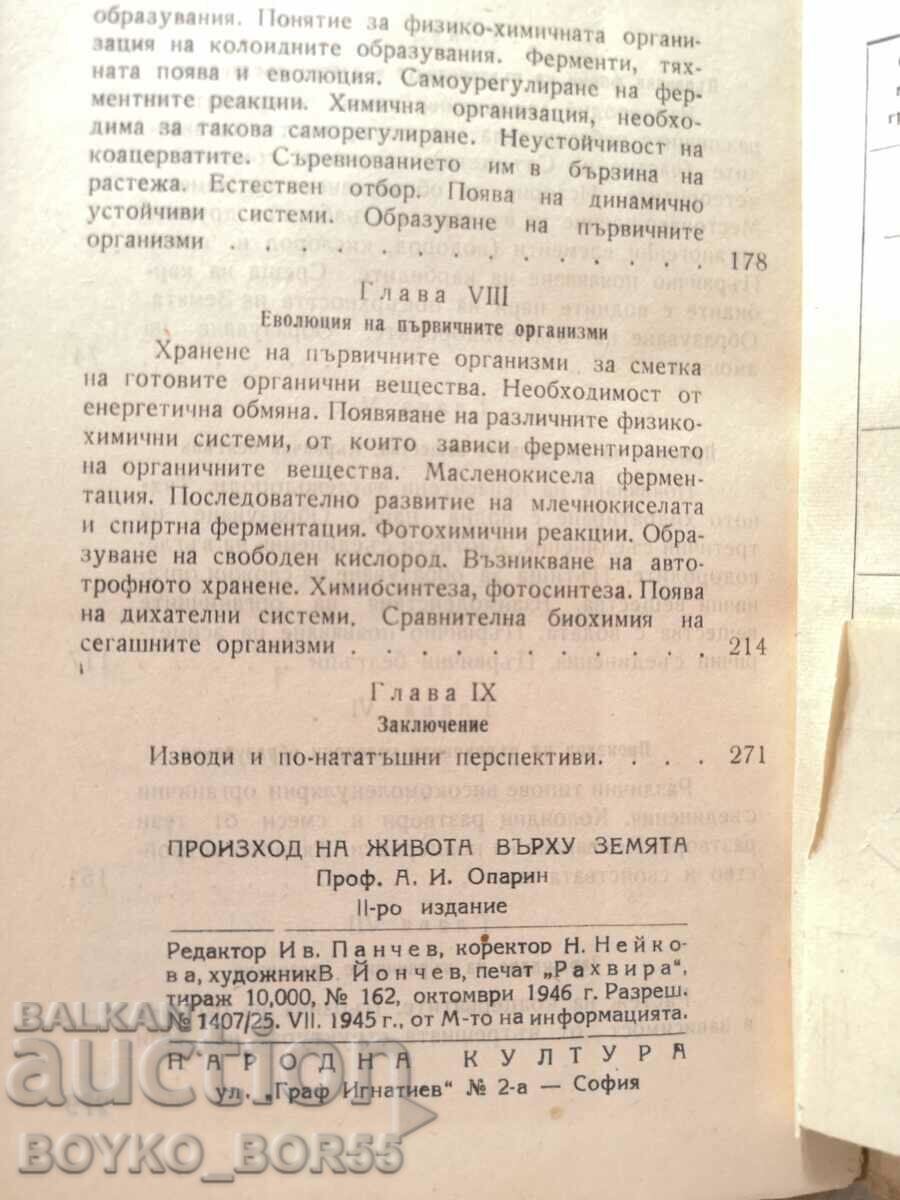 образувания. Понятие за физико-химичната органи-
зация на колоидните образувания. Ферменти, тях-
ната поява и еволюция. Самоурегулиране на фер-
ментните реакции. Химична организация, необхо-
дима за такова саморегулиране. Неустойчивост на
коацерватите. Съревнованието им в бързина на
растежа. Естествен отбор. Поява на динамично
устойчиви системи. Образуване на първичните
организми . . . . . . . . . . . . . . . . 178
Глава VIII
Еволюция на първичните организми
Хранене на първичните организми за сметка
на готовите органични вещества. Необходимост от
енергетична обмяна. Появяване на различните физико-
химични системи, от които зависи ферментирането
на органичните вещества. Масленокисела фермен-
тация. Последователно развитие на млечнокиселата
и спиртна ферментация. Фотохимични реакции. Обра-
зуване на свободен кислород. Възникване на авто-
трофното хранене. Химиосинтеза, фотосинтеза. Поява
на дихателни системи. Сравнителна биохимия на
сегашните организми . . . . . . . . . . . . 214
Глава IX
Заключение
Изводи и по-нататъшни перспективи. . . . 271
ПРОИЗХОД НА ЖИВОТА ВЪРХУ ЗЕМЯТА
Проф. А. И. Опарин
II-ро издание
Редактор Ив. Панчев, коректор Н. Нейко-
ва, художник В. Йончев, печат „Рахвира",
тираж 10,000, № 162, октомври 1946 г. Разреш.
№ 1407/25. VII. 1945 г., от М-то на информацията.
НАРОДНА КУЛТУРА
ул. „Граф Игнатиев" № 2-а — София
BALKAN
auction
BOYKO_BOR55